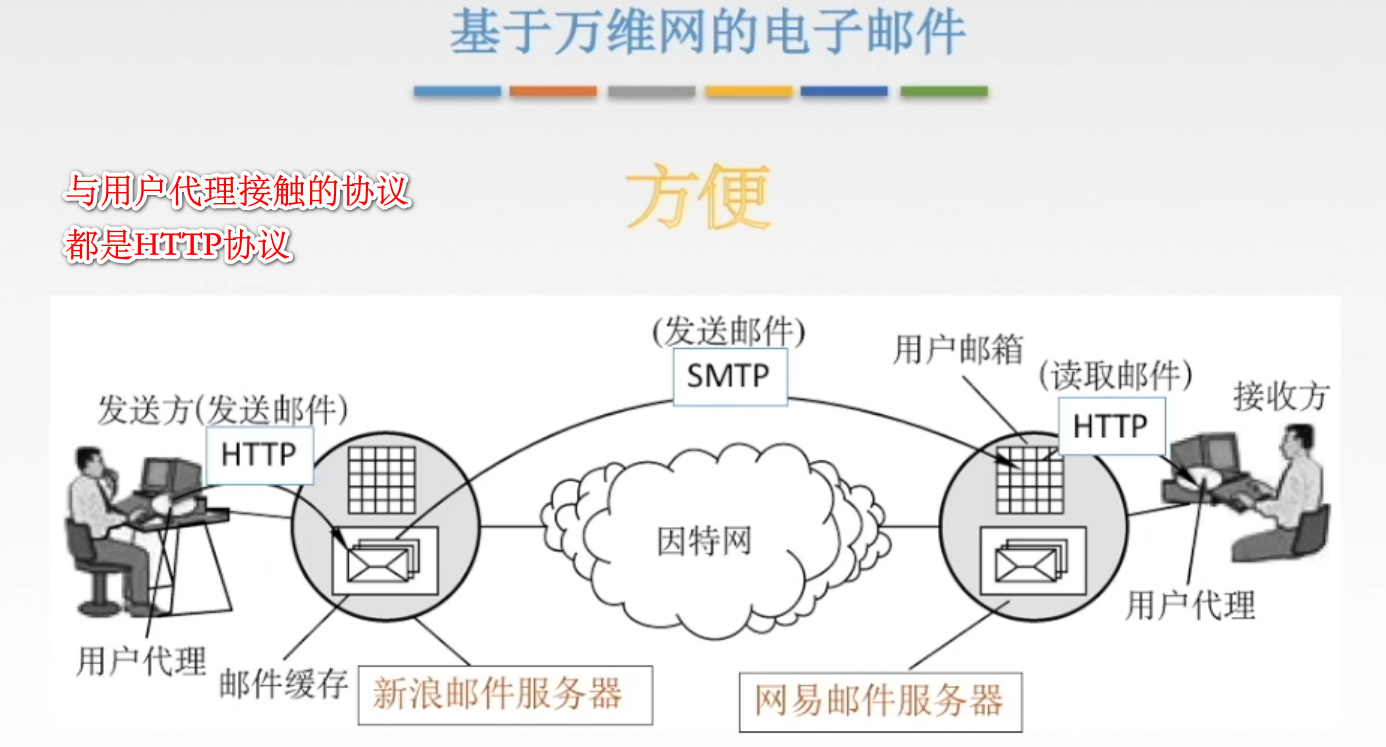 基于万维网的电子邮件
方便
与用户代理接触的协议
都是HTTP协议
(发送邮件)
SMTP
用户邮箱
(读取邮件)
HTTP
接收方
发送方(发送邮件)
HTTP
因特网
用户代理
用户代理
邮件缓存
新浪邮件服务器
网易邮件服务器